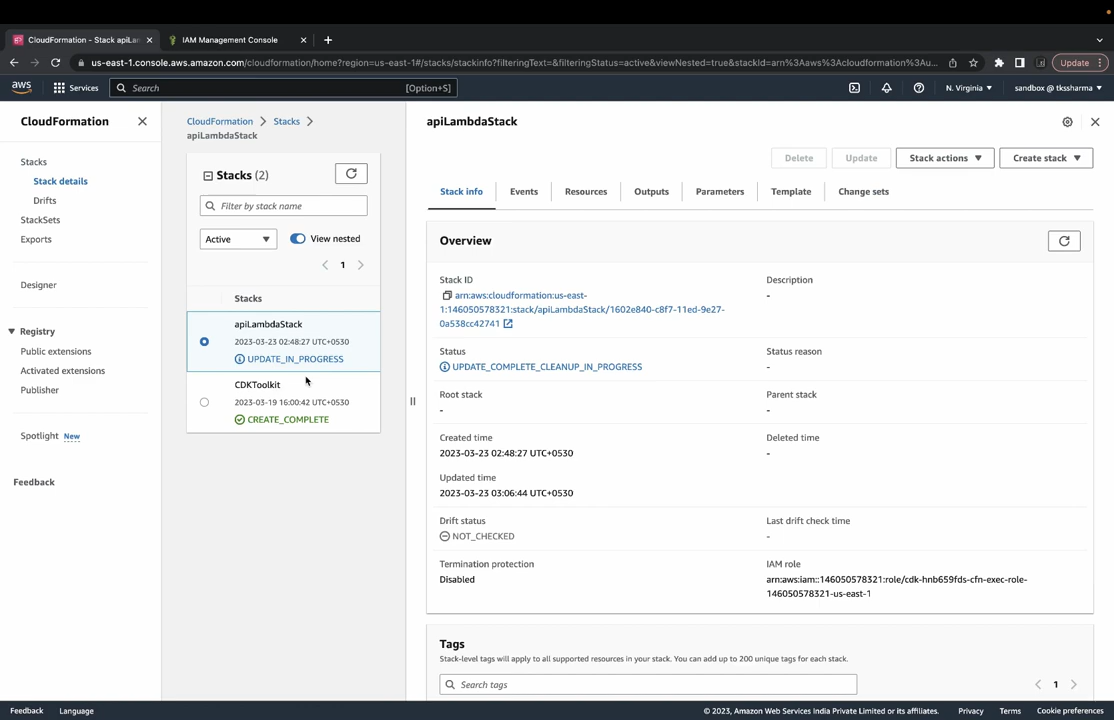 CloudFormation - Stack apiLan
IAM Management Console
us-east-1.console.aws.amazon.com/cloudformation/home?region=us-east-1#/stacks/stackinfo?filteringText=&filteringStatus=active&viewNested=true&stackId=arn%3Aaws%3Acloudformation%3Au...
Update
aws
Services
Search
[Option+S]
N. Virginia
sandbox @ tkssharma
CloudFormation
Stacks
Stack details
Drifts
StackSets
Exports
Designer
Registry
Public extensions
Activated extensions
Publisher
Spotlight New
Feedback
CloudFormation > Stacks >
apiLambdaStack
Stacks (2)
Filter by stack name
Active
View nested
1
Stacks
apiLambdaStack
2023-03-23 02:48:27 UTC+0530
UPDATE_IN_PROGRESS
CDKToolkit
2023-03-19 16:00:42 UTC+0530
CREATE_COMPLETE
apiLambdaStack
Delete
Update
Stack actions
Create stack
Stack info
Events
Resources
Outputs
Parameters
Template
Change sets
Overview
Stack ID
arn:aws:cloudformation:us-east-
1:146050578321:stack/apiLambdaStack/1602e840-c8f7-11ed-9e27-
0a538cc42741
Description
-
Status
UPDATE_COMPLETE_CLEANUP_IN_PROGRESS
Status reason
-
Root stack
-
Parent stack
-
Created time
2023-03-23 02:48:27 UTC+0530
Deleted time
-
Updated time
2023-03-23 03:06:44 UTC+0530
Drift status
NOT_CHECKED
Last drift check time
-
Termination protection
Disabled
IAM role
arn:aws:iam::146050578321:role/cdk-hnb659fds-cfn-exec-role-
146050578321-us-east-1
Tags
Stack-level tags will apply to all supported resources in your stack. You can add up to 200 unique tags for each stack.
Search tags
1
Feedback
Language
© 2023, Amazon Web Services India Private Limited or its affiliates.
Privacy
Terms
Cookie preferences